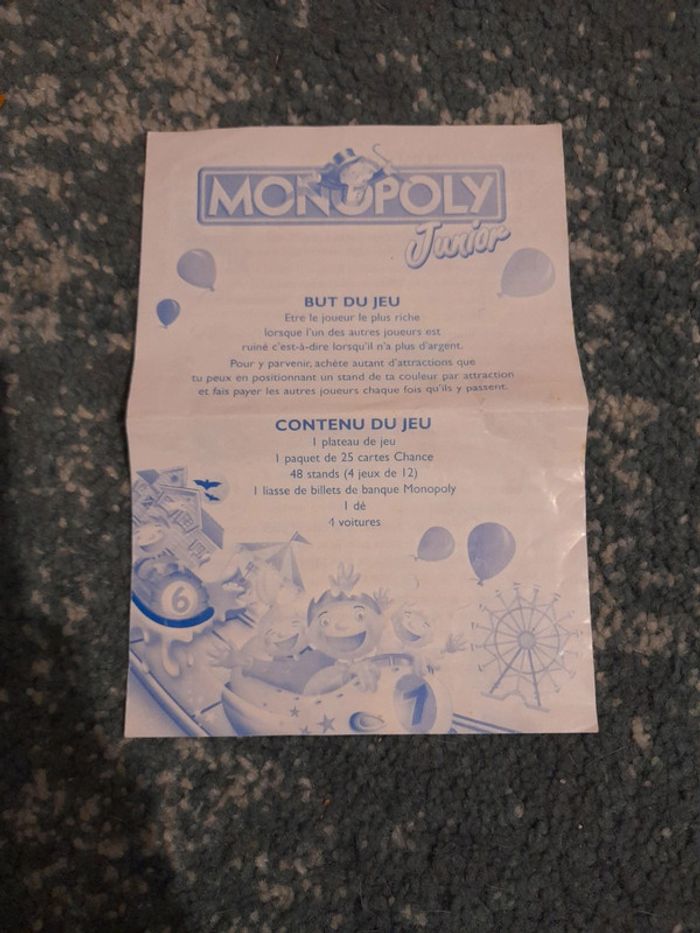 MONOPOLY
Junior
BUT DU JEU
Etre le joueur le plus riche
lorsque l'un des autres joueurs est
ruiné c'est-à-dire lorsqu'il n'a plus d'argent.
Pour y parvenir, achète autant d'attractions que
tu peux en positionnant un stand de ta couleur par attraction
et fais payer les autres joueurs chaque fois qu'ils y passent.
CONTENU DU JEU
1 plateau de jeu
1 paquet de 25 cartes Chance
48 stands (4 jeux de 12)
1 liasse de billets de banque Monopoly
1 dé
4 voitures
6
1